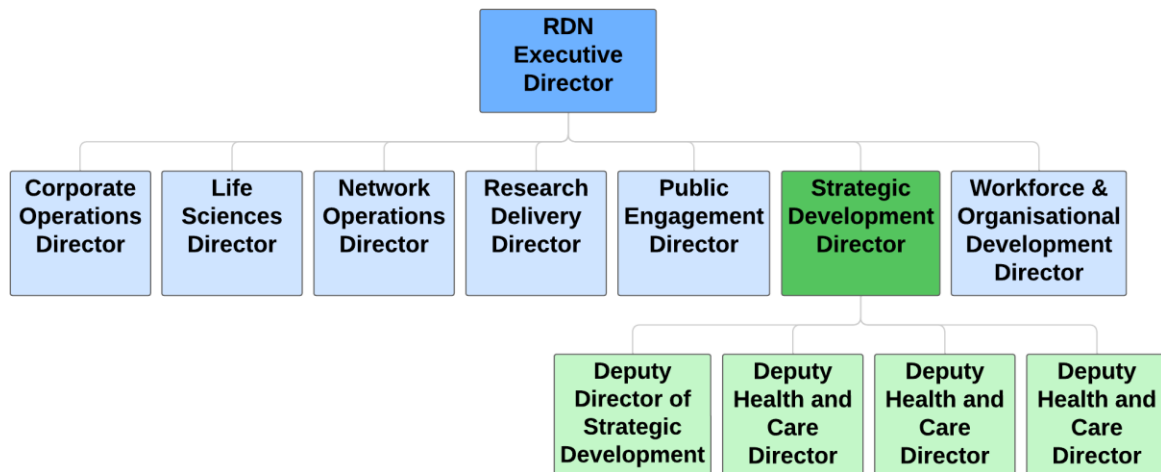 RDN
Executive
Director
Corporate
Operations
Director
Life
Sciences
Director
Network
Operations
Director
Research
Delivery
Director
Public
Engagement
Director
Strategic
Development
Director
Workforce &
Organisational
Development
Director
Deputy
Director of
Strategic
Development
Deputy
Health and
Care
Director
Deputy
Health and
Care
Director
Deputy
Health and
Care
Director